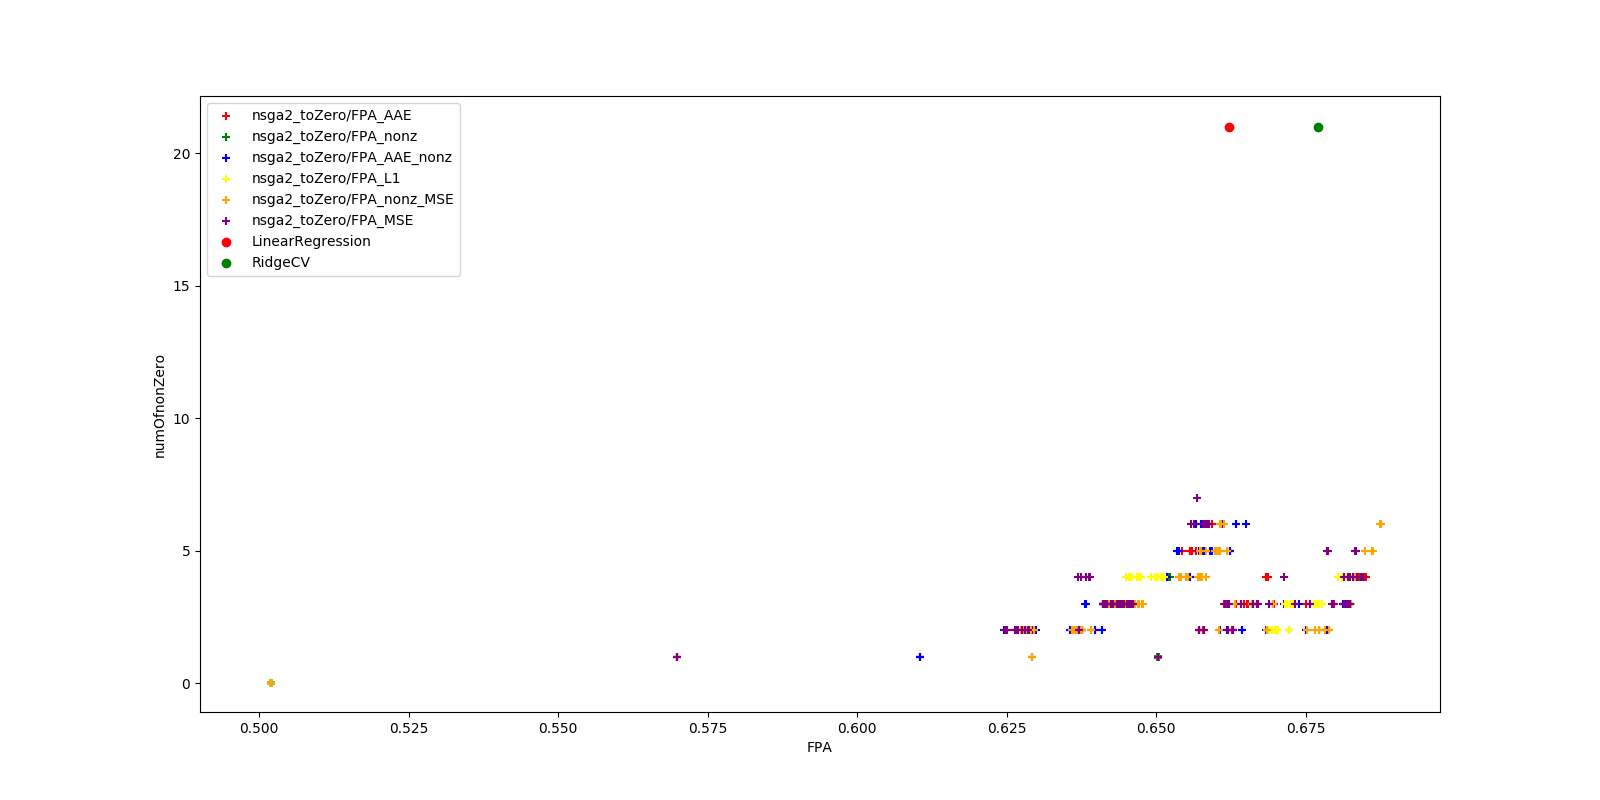 nsga2_toZero/FPA_AAE
nsga2_toZero/FPA_nonz
nsga2_toZero/FPA_AAE_nonz
nsga2_toZero/FPA_L1
nsga2_toZero/FPA_nonz_MSE
nsga2_toZero/FPA_MSE
LinearRegression
RidgeCV
20
15
10
5
0
numOfnonZero
0.500
0.525
0.550
0.575
0.600
0.625
0.650
0.675
FPA